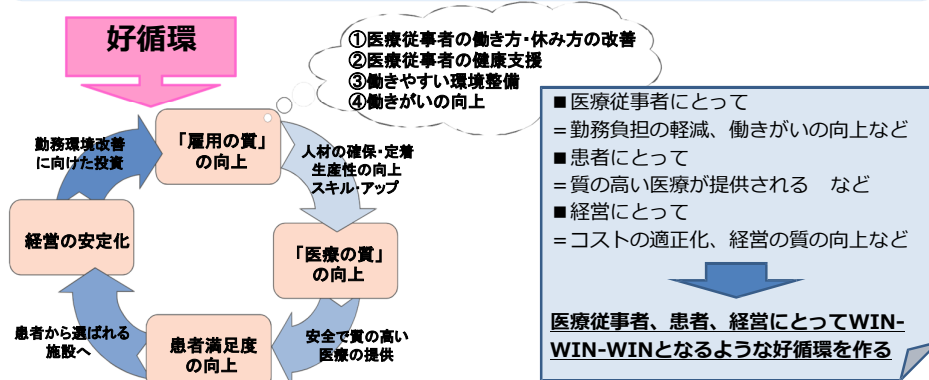 好循環
①医療従事者の働き方・休み方の改善
②医療従事者の健康支援
③働きやすい環境整備
④働きがいの向上
「雇用の質」
の向上
人材の確保・定着
生産性の向上
スキル・アップ
「医療の質」
の向上
安全で質の高い
医療の提供
患者満足度
の向上
患者から選ばれる
施設へ
経営の安定化
勤務環境改善
に向けた投資
■医療従事者にとって
＝勤務負担の軽減、働きがいの向上など
■患者にとって
＝質の高い医療が提供される　など
■経営にとって
＝コストの適正化、経営の質の向上など
医療従事者、患者、経営にとってWIN-
WIN-WINとなるような好循環を作る